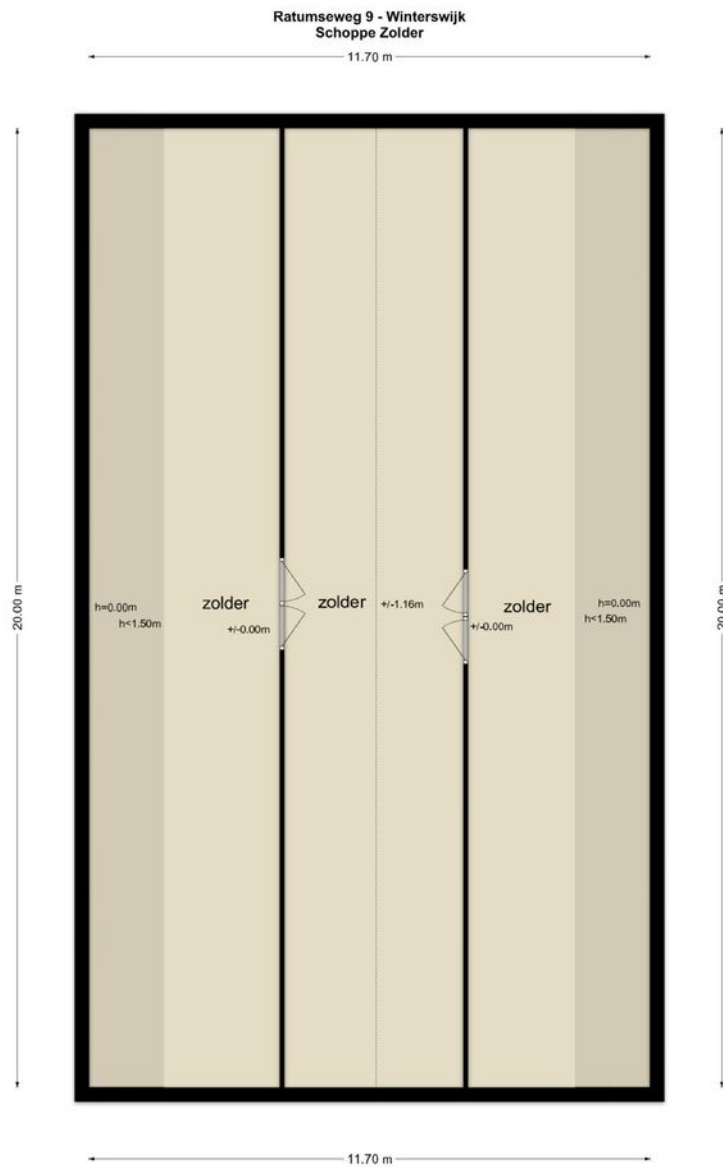 Ratumseweg 9 - Winterswijk
Schoppe Zolder
11.70 m
20.00 m
20.00 m
h=0.00m
h<1.50m
zolder
+/-0.00m
zolder
+/-1.16m
zolder
+/-0.00m
h=0.00m
h<1.50m
11.70 m